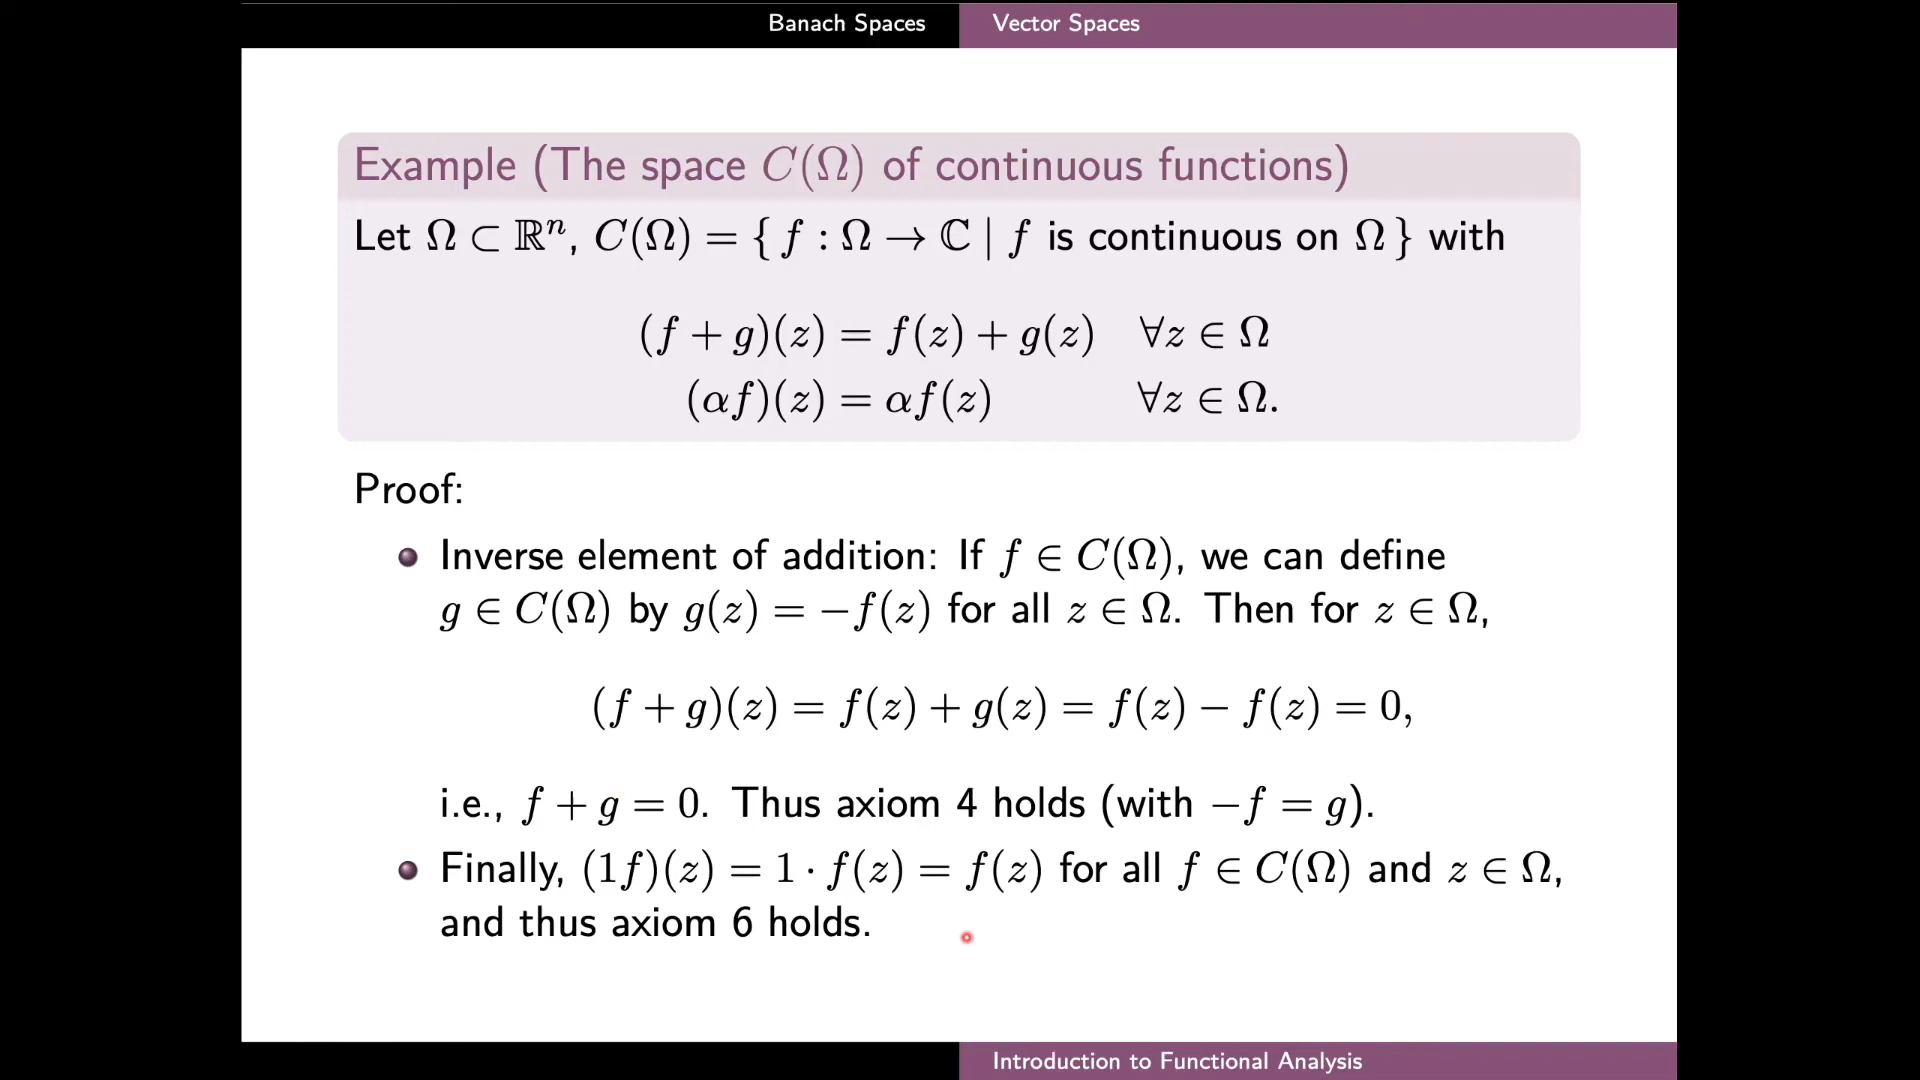 Banach Spaces Vector Spaces
Example (The space C(Ω) of continuous functions)
Let Ω ⊂ ℝⁿ, C(Ω) = { f : Ω → ℂ | f is continuous on Ω } with
(f + g)(z) = f(z) + g(z) ∀z ∈ Ω
(αf)(z) = αf(z) ∀z ∈ Ω.
Proof:
Inverse element of addition: If f ∈ C(Ω), we can define
g ∈ C(Ω) by g(z) = −f(z) for all z ∈ Ω. Then for z ∈ Ω,
(f + g)(z) = f(z) + g(z) = f(z) − f(z) = 0,
i.e., f + g = 0. Thus axiom 4 holds (with −f = g).
Finally, (1f)(z) = 1 · f(z) = f(z) for all f ∈ C(Ω) and z ∈ Ω,
and thus axiom 6 holds.
Introduction to Functional Analysis